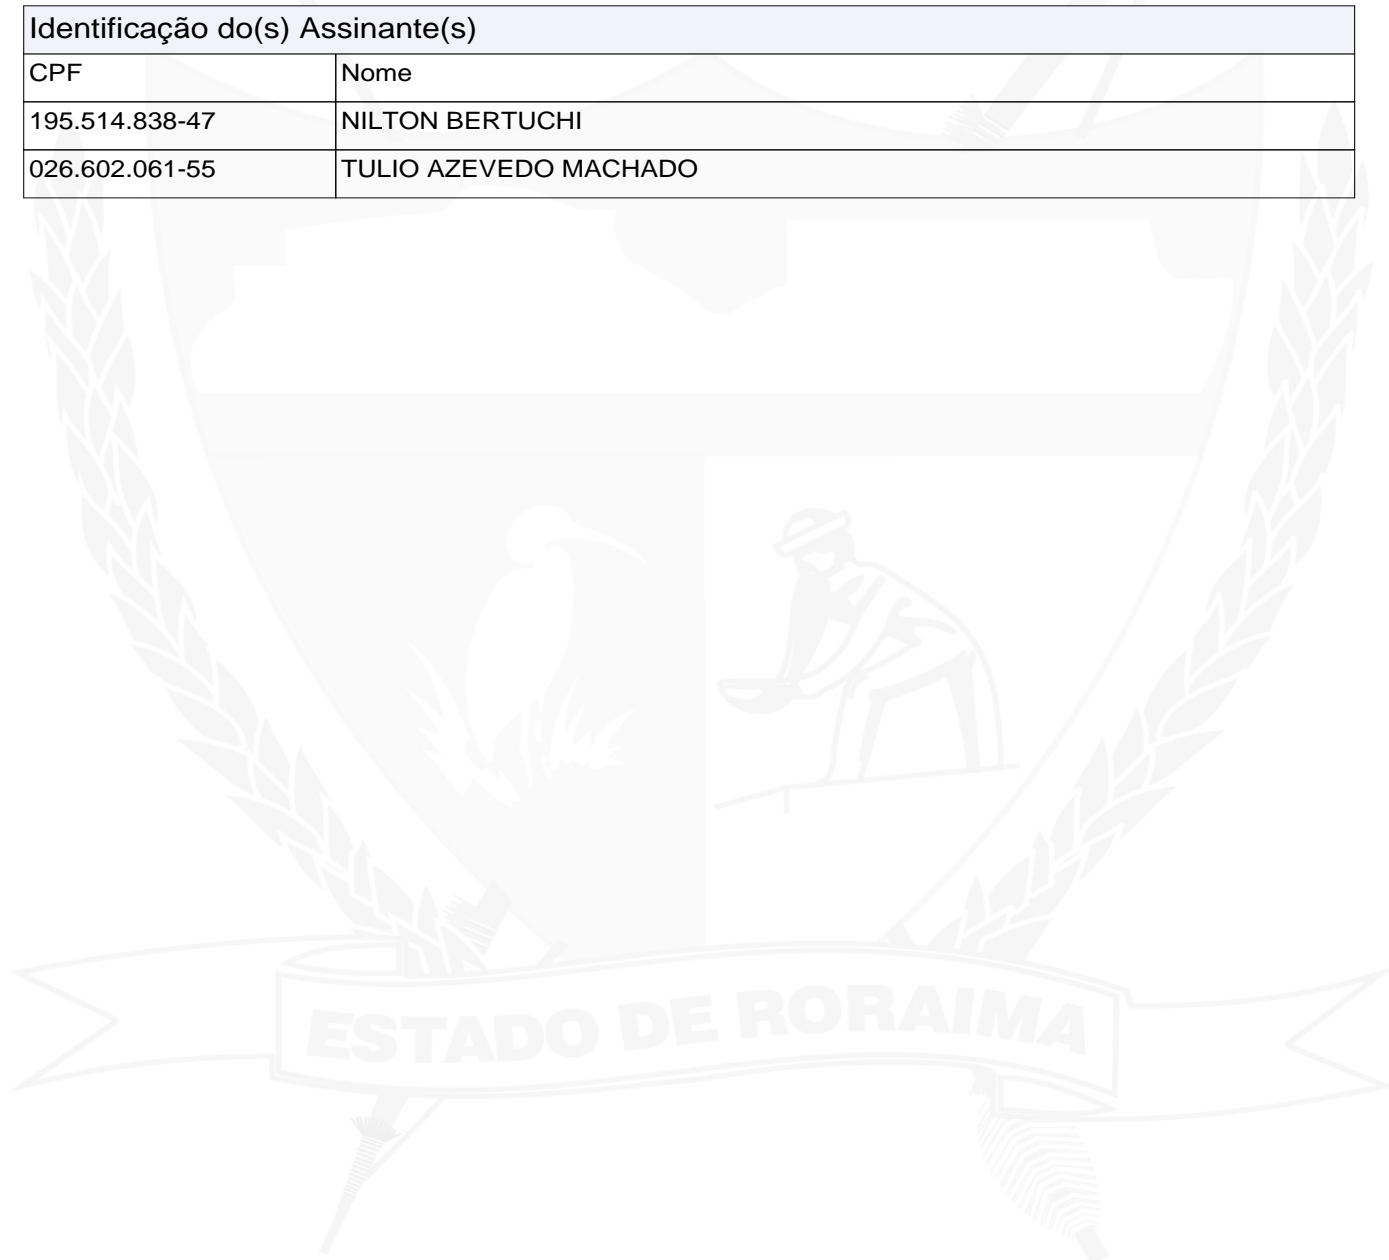 Identificação do(s) Assinante(s)
CPF Nome
195.514.838-47 NILTON BERTUCHI
026.602.061-55 TULIO AZEVEDO MACHADO
ESTADO DE RORAIMA